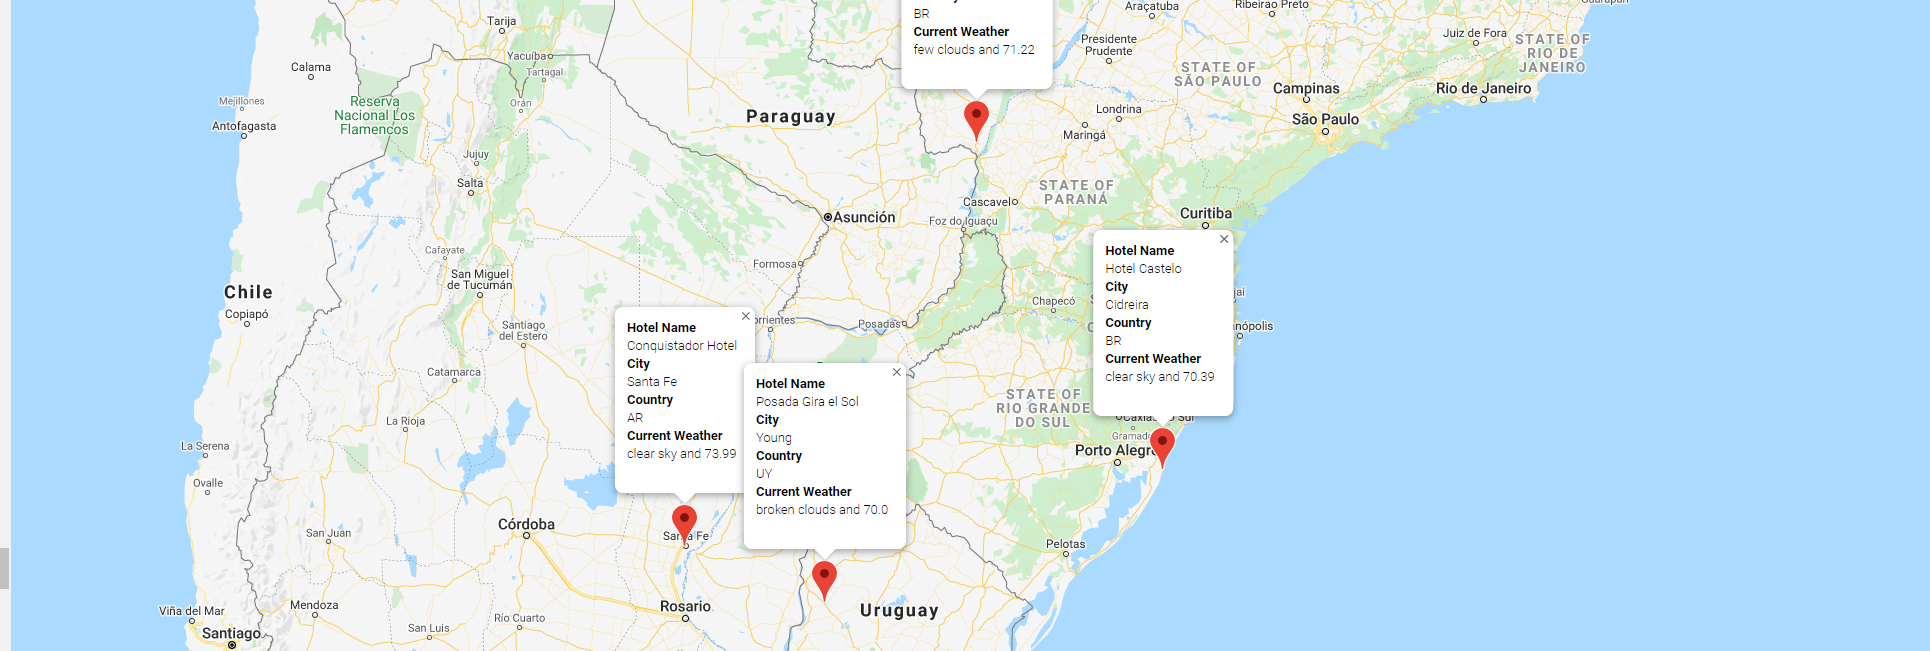 Tarija
Yacuíba
Tartagal
Orán
Calama
Mejillones
Antofagasta
Reserva
Nacional Los
Flamencos
Jujuy
Salta
Paraguay
BR
Current Weather
few clouds and 71.22
Araçatuba
Ribeirão Preto
Presidente
Prudente
Juiz de Fora
STATE OF
RIO DE
JANEIRO
STATE OF
SÃO PAULO
Campinas
Rio de Janeiro
Londrina
São Paulo
Maringá
STATE OF
PARANÁ
Cascavel
Asunción
Foz do Iguaçu
Curitiba
Cafayate
Formosa
San Miguel
de Tucumán
Chile
Copiapó
Santiago
del Estero
Catamarca
La Rioja
La Serena
Ovalle
San Juan
Córdoba
Posadas
Chapecó
Hotel Name
Conquistador Hotel
City
Santa Fe
Country
AR
Current Weather
clear sky and 73.99
Hotel Name
Posada Gira el Sol
City
Young
Country
UY
Current Weather
broken clouds and 70.0
Hotel Name
Hotel Castelo
City
Cidreira
Country
BR
Current Weather
clear sky and 70.39
STATE OF
RIO GRANDE
DO SUL
Porto Alegre
Pelotas
Santa Fe
Rosario
Uruguay
Viña del Mar
Santiago
Mendoza
San Luis
Río Cuarto